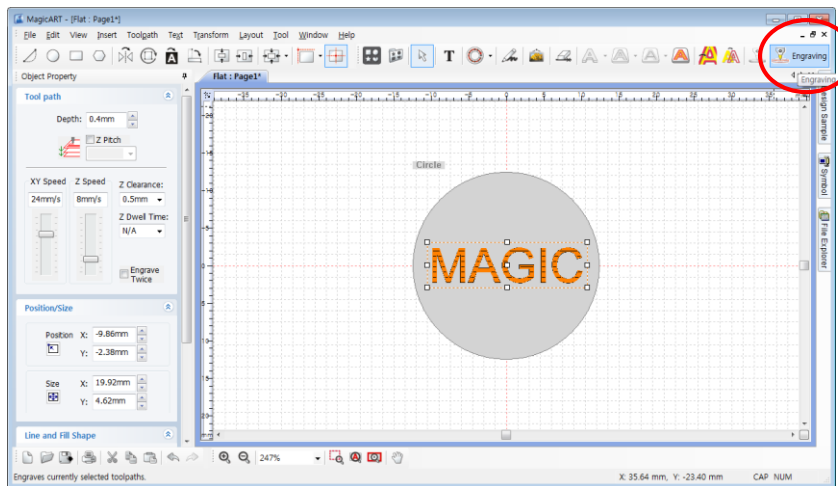 MagicART - [Flat : Page1*]
File Edit View Insert Toolpath Text Transform Layout Tool Window Help
T A A A A A A Engraving
Object Property
Flat : Page1*
Engraving
Tool path
Depth: 0.4mm
Z Pitch
XY Speed Z Speed Z Clearance:
24mm/s 8mm/s 0.5mm
Z Dwell Time:
N/A
Engrave
Twice
Position/Size
Position X: -9.86mm
Y: -2.38mm
Size X: 19.92mm
Y: 4.62mm
Line and Fill Shape
Circle
MAGIC
Design Sample
Symbol
File Explorer
247%
Engraves currently selected toolpaths.
X: 35.64 mm, Y: -23.40 mm CAP NUM